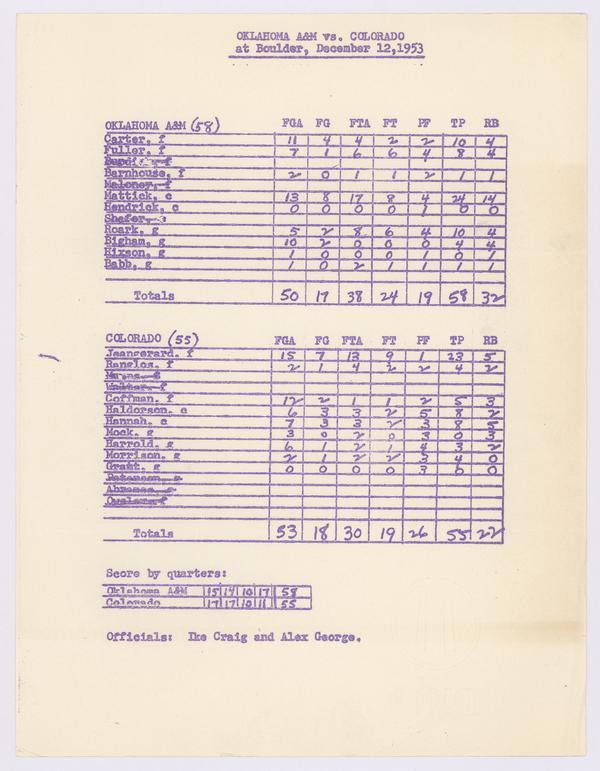 OKLAHOMA A&M vs. COLORADO
at Boulder, December 12,1953
OKLAHOMA A&M (58) FGA FG FTA FT PF TP RB
Carter, f 11 4 4 2 2 10 4
Fuller, f 7 1 6 6 4 8 4
Barnhouse, f 2 0 1 1 2 1 1
Maloney, f
Mattick, c 13 8 17 8 4 24 14
Hendrick, c 0 0 0 0 1 0 0
Shafer, c
Roark, g 5 2 8 6 4 10 4
Bigham, g 10 2 0 0 0 4 4
Hixson, g 1 0 0 0 1 0 1
Babb, g 1 0 2 1 1 1 1
Totals 50 17 38 24 19 58 32
COLORADO (55) FGA FG FTA FT PF TP RB
Jeangerard, f 15 7 13 9 1 23 5
Ranglos, f 2 1 4 2 2 4 2
Walter, f
Coffman, f 12 2 1 1 2 5 3
Haldorson, c 6 3 3 2 5 8 2
Hannah, c 7 3 3 2 3 8 5
Mock, g 3 0 2 0 3 0 3
Harrold, g 6 1 2 1 4 3 2
Morrison, g 2 1 2 2 3 4 0
Grant, g 0 0 0 0 3 0 0
Peterson, g
Totals 53 18 30 19 26 55 22
Score by quarters:
Oklahoma A&M 15 10 17 58
Colorado 17 17 10 11 55
Officials: Ike Craig and Alex George.